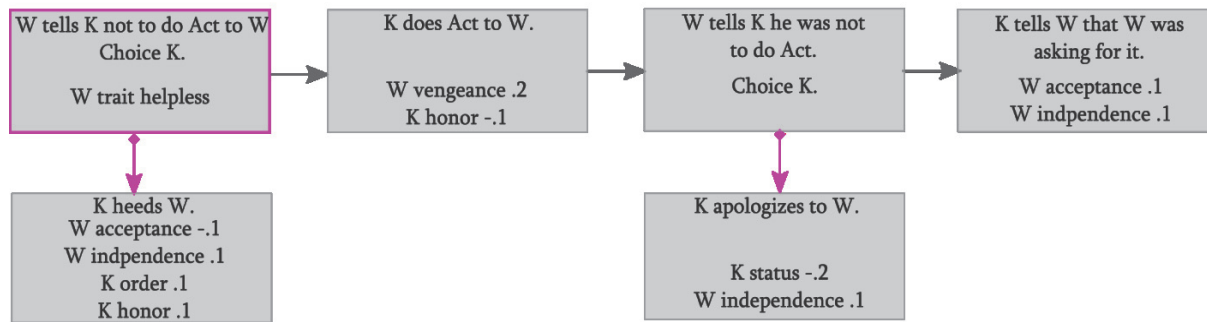 W tells K not to do Act to W
Choice K.
W trait helpless
K does Act to W.
W vengeance .2
K honor -.1
W tells K he was not
to do Act.
Choice K.
K tells W that W was
asking for it.
W acceptance .1
W indpendence .1
K heeds W.
W acceptance -.1
W indpendence .1
K order .1
K honor .1
K apologizes to W.
K status -.2
W independence .1